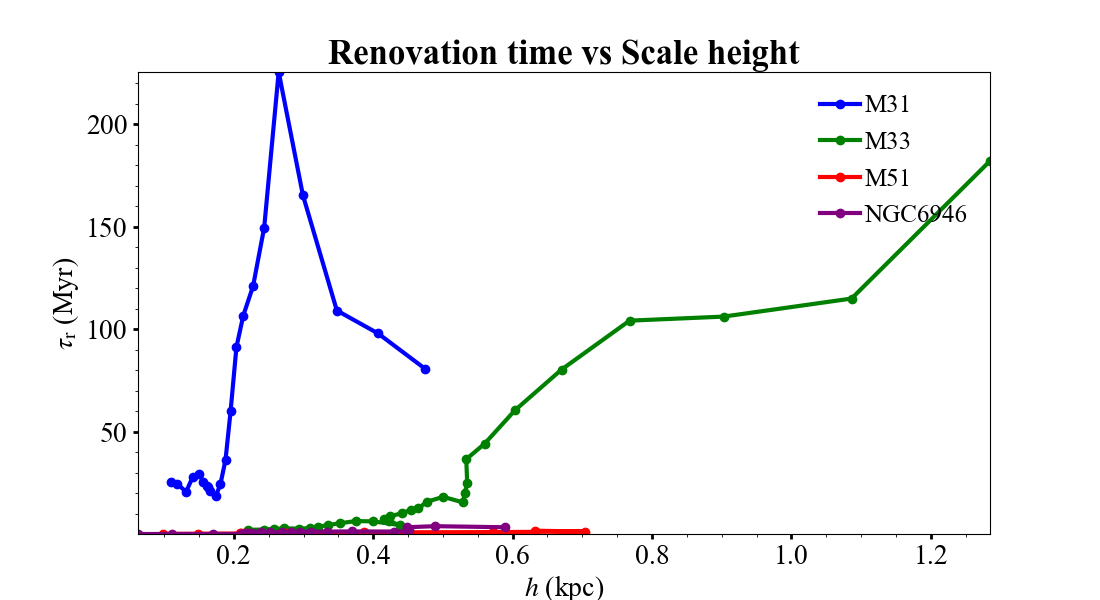 Renovation time vs Scale height
τr (Myr)
200
150
100
50
M31
M33
M51
NGC6946
0.2 0.4 0.6 0.8 1.0 1.2
h (kpc)